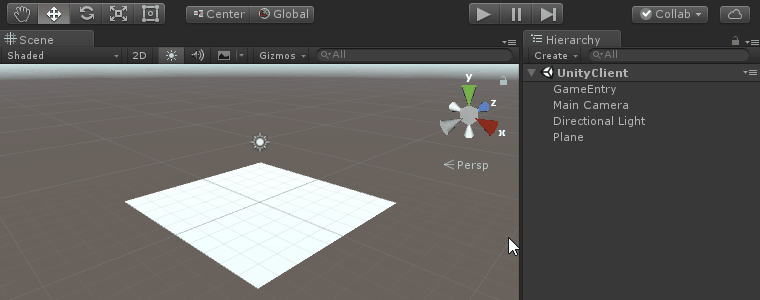 Center Global Collab
Scene
Shaded 2D Gizmos All
y
z
x
Persp
Hierarchy
Create All
UnityClient
GameEntry
Main Camera
Directional Light
Plane